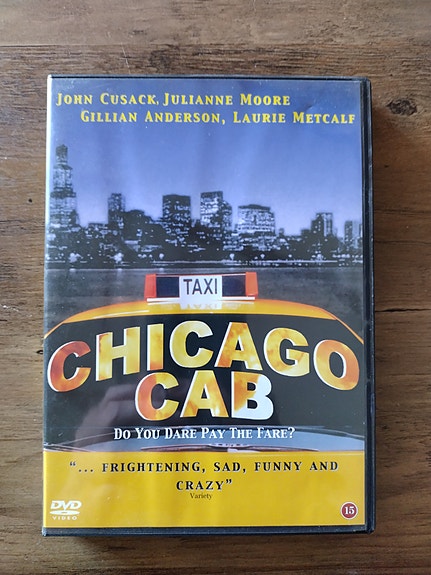 JOHN CUSACK, JULIANNE MOORE
GILLIAN ANDERSON, LAURIE METCALF
TAXI
CHICAGO
CAB
DO YOU DARE PAY THE FARE?
"... FRIGHTENING, SAD, FUNNY AND
CRAZY"
Variety
DVD
VIDEO
15